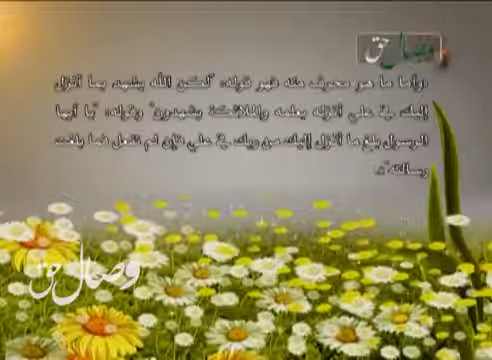 وصال حق
«وأما ما هو محرف منه فهو قوله: "لكن الله يشهد بما أنزل
إليك في علي أنزله بعلمه والملائكة يشهدون" وقوله: "يا أيها
الرسول بلغ ما أنزل إليك من ربك في علي فإن لم تفعل فما بلغت
رسالته"».
وصال حق